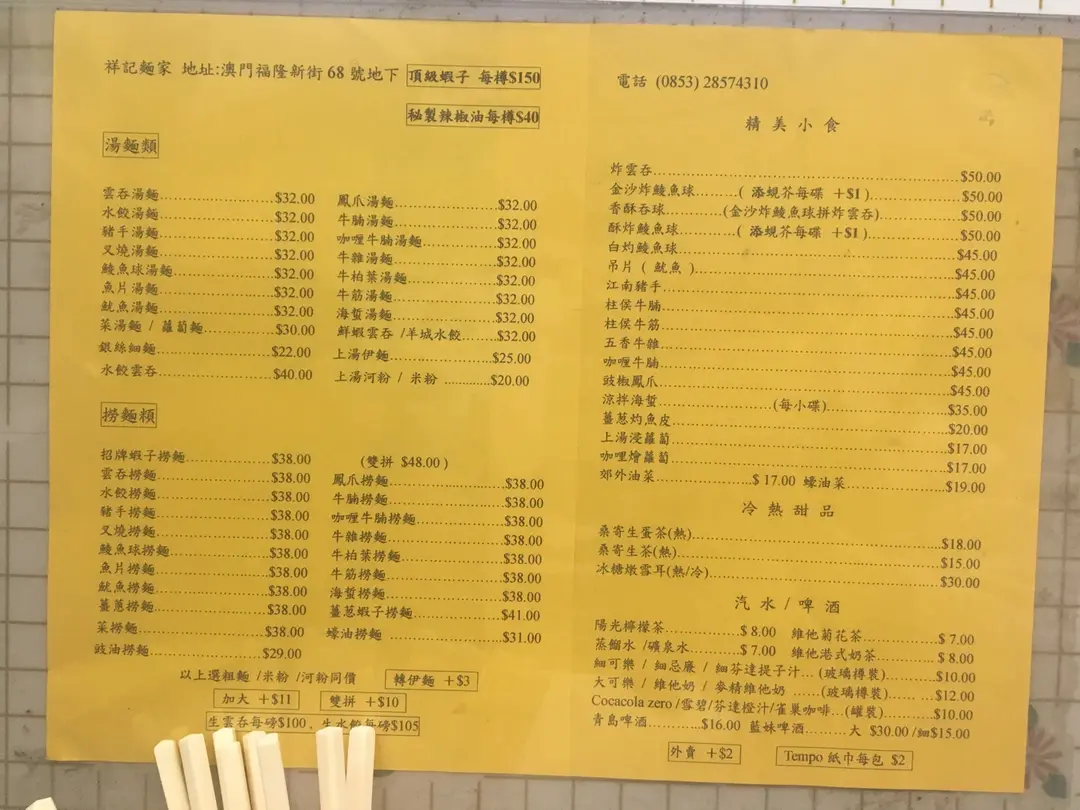 祥記麵家 地址:澳門福隆新街 68 號地下
頂級蝦子 每樽$150
秘製辣椒油每樽$40
湯麵類
雲吞湯麵 $32.00
水餃湯麵 $32.00
豬手湯麵 $32.00
叉燒湯麵 $32.00
鯪魚球湯麵 $32.00
魚片湯麵 $32.00
魷魚湯麵 $32.00
菜湯麵 / 蘿蔔麵 $30.00
銀絲細麵 $22.00
水餃雲吞 $40.00
鳳爪湯麵 $32.00
牛腩湯麵 $32.00
咖喱牛腩湯麵 $32.00
牛雜湯麵 $32.00
牛柏葉湯麵 $32.00
牛筋湯麵 $32.00
海蜇湯麵 $32.00
鮮蝦雲吞 /羊城水餃 $32.00
上湯伊麵 $25.00
上湯河粉 / 米粉 $20.00
撈麵類
招牌蝦子撈麵 $38.00
雲吞撈麵 $38.00
水餃撈麵 $38.00
豬手撈麵 $38.00
叉燒撈麵 $38.00
鯪魚球撈麵 $38.00
魚片撈麵 $38.00
魷魚撈麵 $38.00
薑蔥撈麵 $38.00
菜撈麵 $38.00
豉油撈麵 $29.00
(雙拼 $48.00 )
鳳爪撈麵 $38.00
牛腩撈麵 $38.00
咖喱牛腩撈麵 $38.00
牛雜撈麵 $38.00
牛柏葉撈麵 $38.00
牛筋撈麵 $38.00
海蜇撈麵 $38.00
薑蔥蝦子撈麵 $41.00
蠔油撈麵 $31.00
以上選粗麵 /米粉 /河粉同價
轉伊麵 +$3
加大 +$11
雙拼 +$10
生雲吞每磅$100 , 生水餃每磅$105
電話 (0853) 28574310
精美小食
炸雲吞 $50.00
金沙炸鯪魚球 ( 添蜆芥每碟 +$1 ) $50.00
香酥吞球 (金沙炸鯪魚球拼炸雲吞) $50.00
酥炸鯪魚球 ( 添蜆芥每碟 +$1 ) $50.00
白灼鯪魚球 $45.00
吊片 ( 魷魚 ) $45.00
江南豬手 $45.00
柱侯牛腩 $45.00
柱侯牛筋 $45.00
五香牛雜 $45.00
咖喱牛腩 $45.00
豉椒鳳爪 $45.00
涼拌海蜇 (每小碟) $35.00
薑蔥灼魚皮 $20.00
上湯浸蘿蔔 $17.00
咖哩燴蘿蔔 $17.00
郊外油菜 $ 17.00 蠔油菜 $19.00
冷熱甜品
桑寄生蛋茶(熱) $18.00
桑寄生茶(熱) $15.00
冰糖燉雪耳(熱/冷) $30.00
汽水/啤酒
陽光檸檬茶 $ 8.00 維他菊花茶 $ 7.00
蒸餾水 /礦泉水 $ 7.00 維他港式奶茶 $ 8.00
細可樂 / 細忌廉 / 細芬達提子汁 (玻璃樽裝) $10.00
大可樂 / 維他奶 / 麥精維他奶 (玻璃樽裝) $12.00
Cocacola zero /雪碧/芬達橙汁/雀巢咖啡 (罐裝) $10.00
青島啤酒 $16.00 藍妹啤酒 大 $30.00 /細$15.00
外賣 +$2
Tempo 紙巾每包 $2